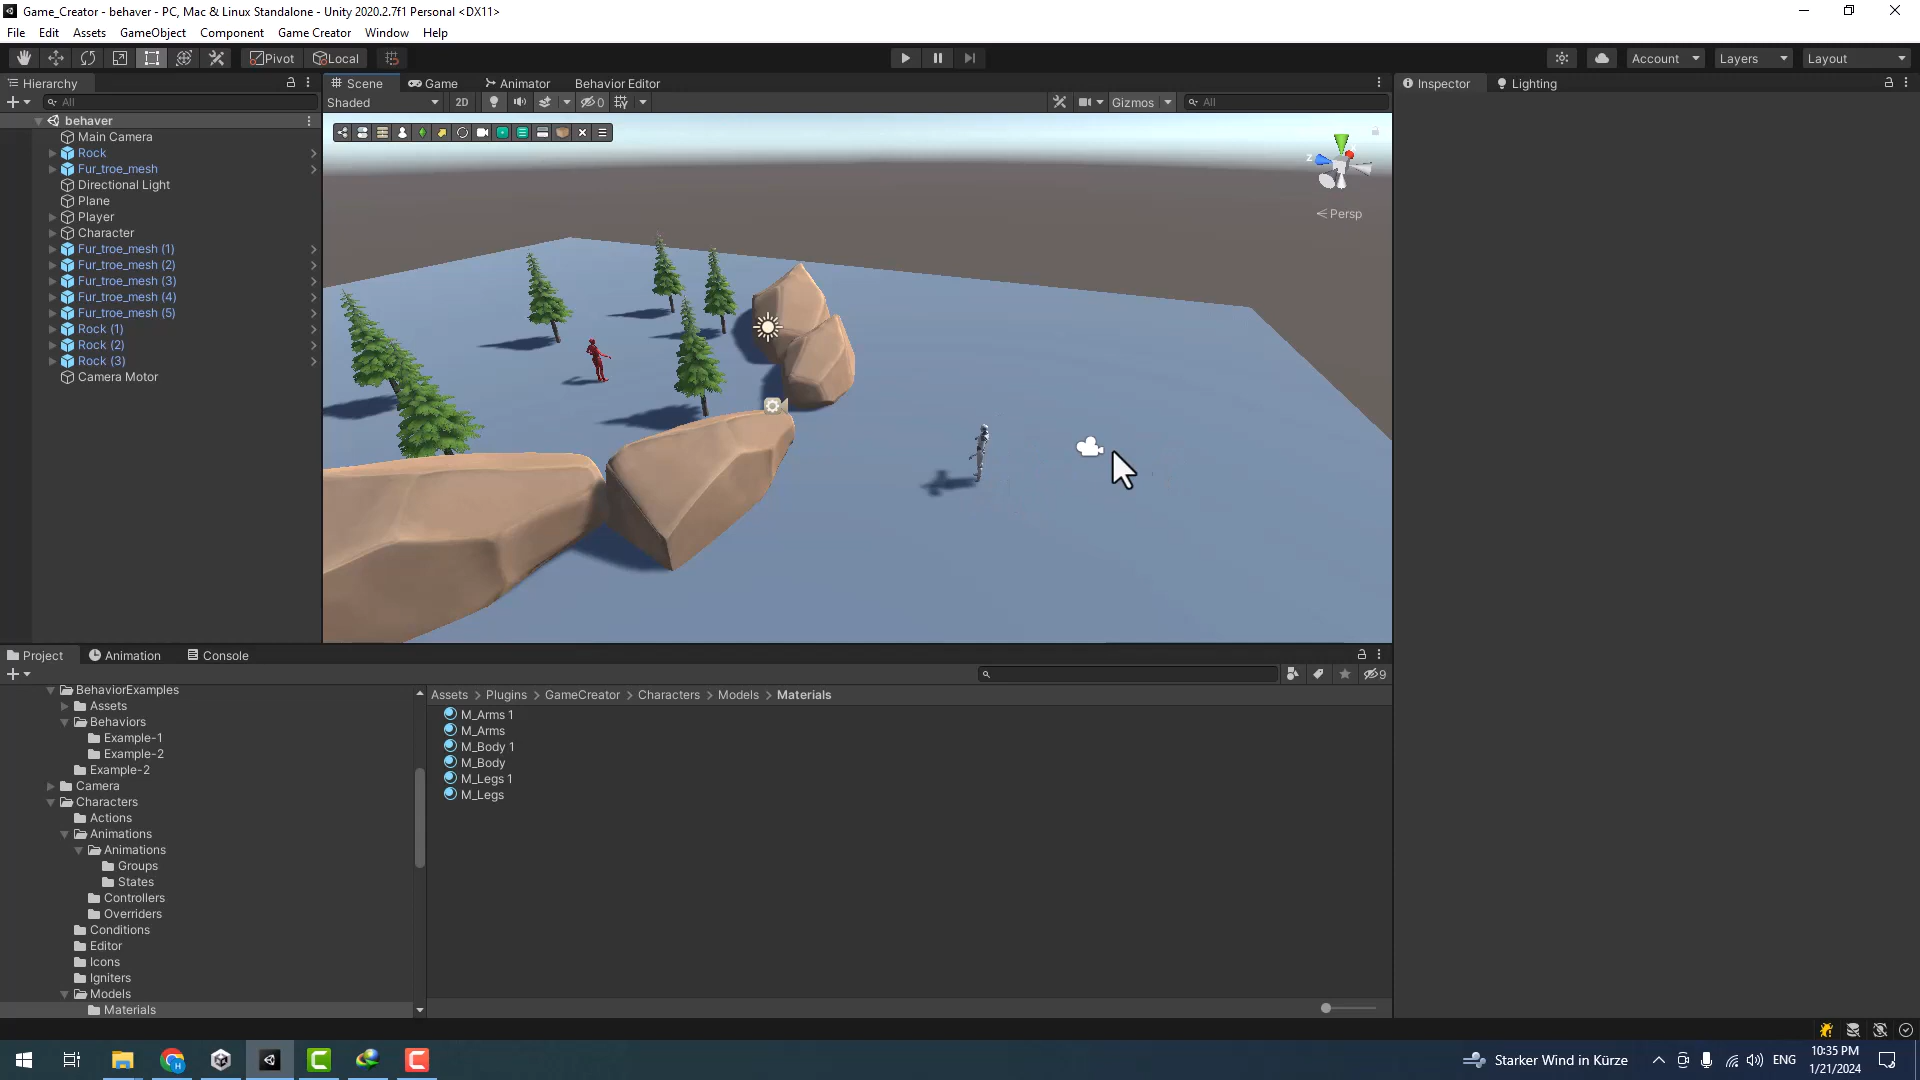 Game_Creator - behaver - PC, Mac & Linux Standalone - Unity 2020.2.7f1 Personal <DX11>
File Edit Assets GameObject Component Game Creator Window Help
Pivot Local Account Layers Layout
Hierarchy
All
behaver
Main Camera
Rock
Fur_troe_mesh
Directional Light
Plane
Player
Character
Fur_troe_mesh (1)
Fur_troe_mesh (2)
Fur_troe_mesh (3)
Fur_troe_mesh (4)
Fur_troe_mesh (5)
Rock (1)
Rock (2)
Rock (3)
Camera Motor
Scene Game Animator Behavior Editor
Shaded 2D 0 Gizmos All
z
Persp
Inspector Lighting
Project Animation Console
9
BehaviorExamples
Assets
Behaviors
Example-1
Example-2
Example-2
Camera
Characters
Actions
Animations
Animations
Groups
States
Controllers
Overriders
Conditions
Editor
Icons
Igniters
Models
Materials
Assets > Plugins > GameCreator > Characters > Models > Materials
M_Arms 1
M_Arms
M_Body 1
M_Body
M_Legs 1
M_Legs
Starker Wind in Kürze ENG 10:35 PM
1/21/2024